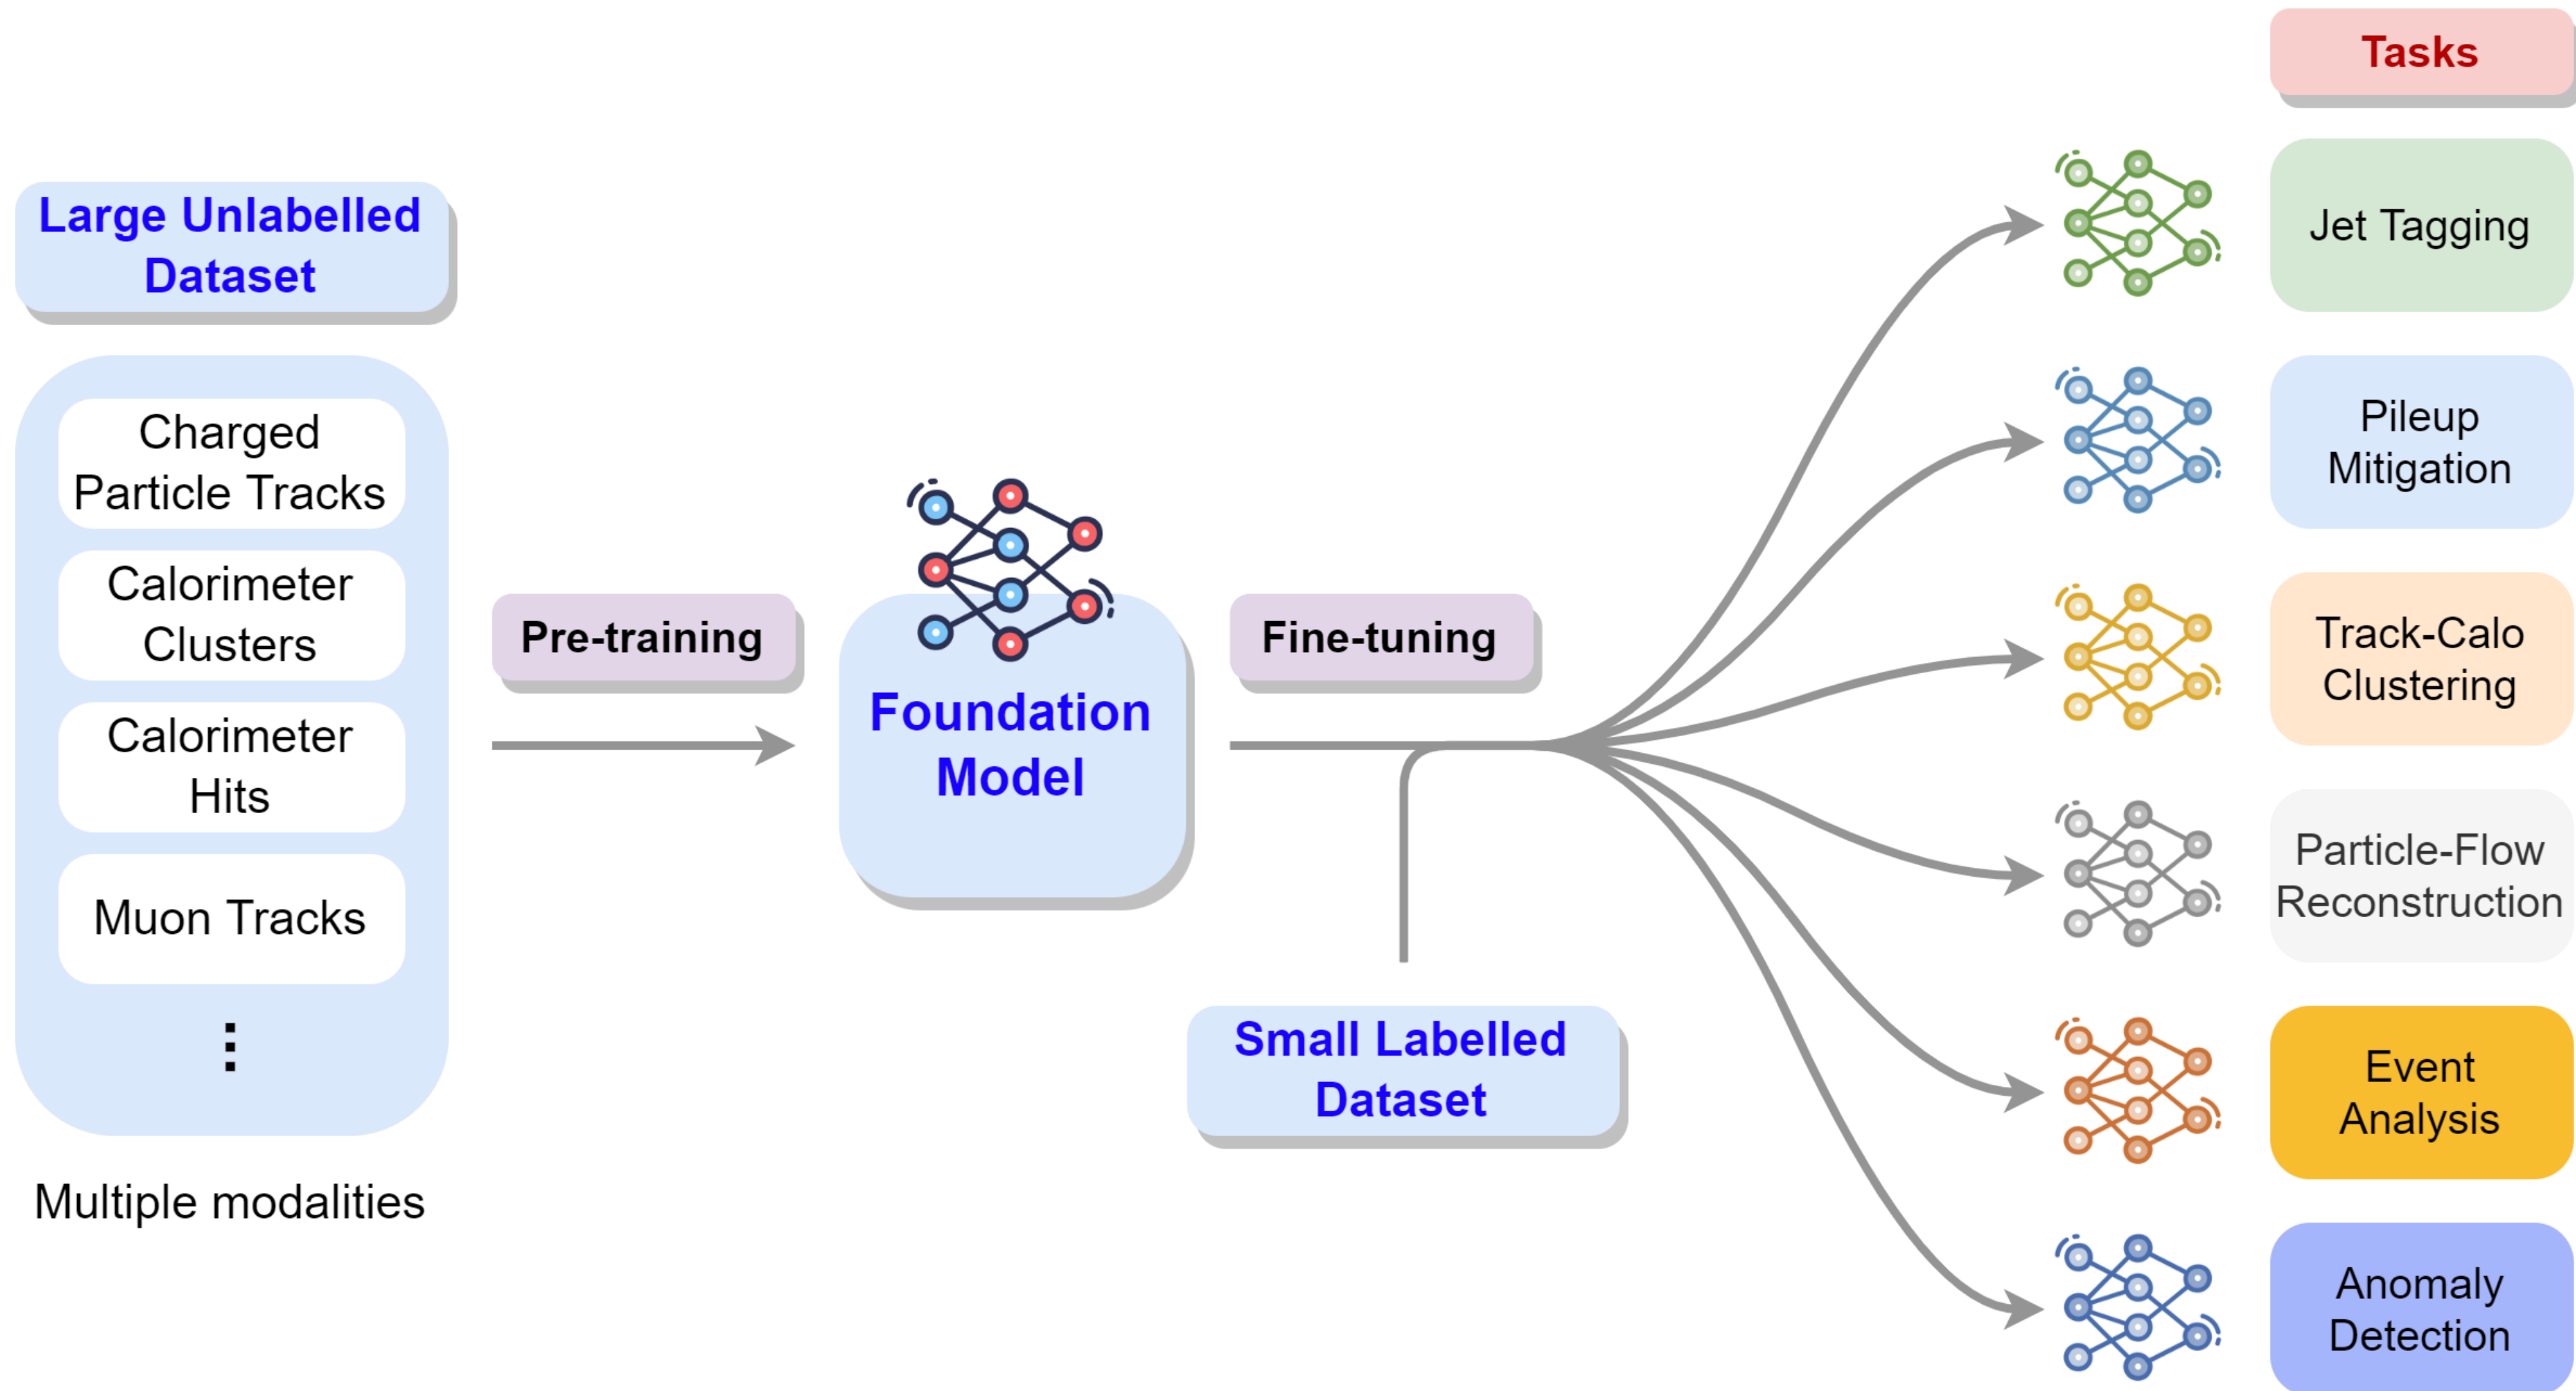 Large Unlabelled
Dataset
Charged
Particle Tracks
Calorimeter
Clusters
Calorimeter
Hits
Muon Tracks
⋮
Multiple modalities
Pre-training
Foundation
Model
Fine-tuning
Small Labelled
Dataset
Tasks
Jet Tagging
Pileup
Mitigation
Track-Calo
Clustering
Particle-Flow
Reconstruction
Event
Analysis
Anomaly
Detection